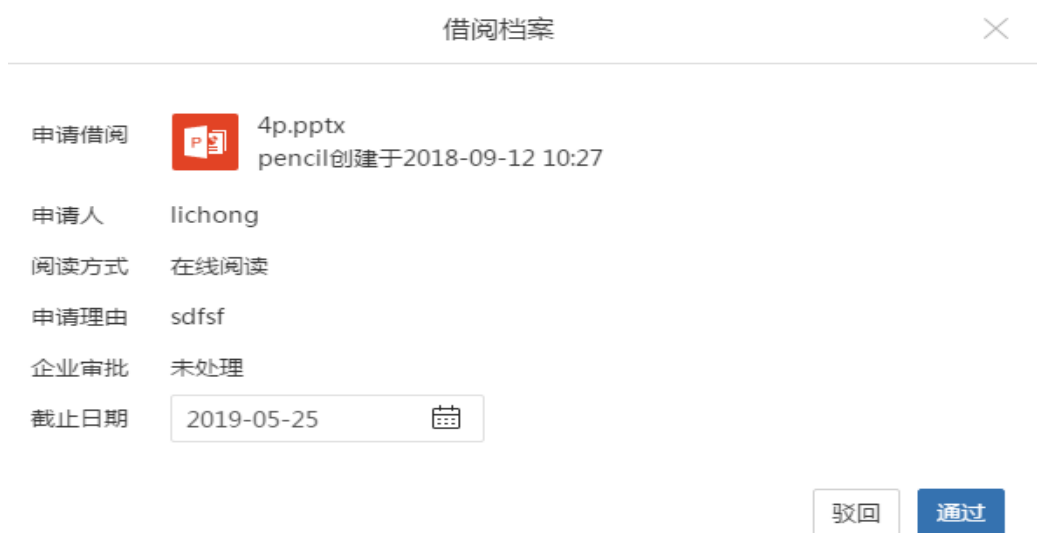 借阅档案
申请借阅
4p.pptx
pencil创建于2018-09-12 10:27
申请人 lichong
阅读方式 在线阅读
申请理由 sdfsf
企业审批 未处理
截止日期 2019-05-25
驳回 通过